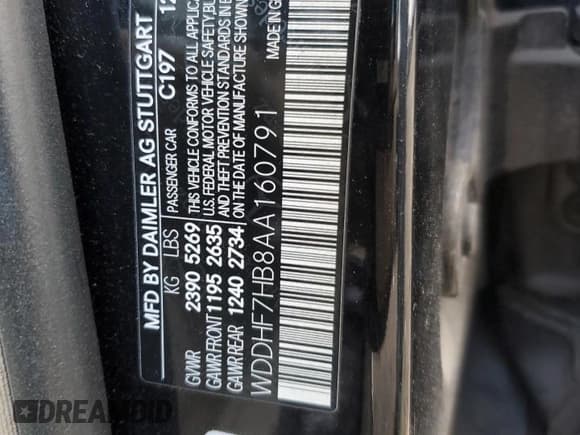 MFD BY DAIMLER AG STUTTGART
C197 12
KG LBS PASSENGER CAR
GVWR 2390 5269
GAWR FRONT 1195 2635
GAWR REAR 1240 2734
THIS VEHICLE CONFORMS TO ALL
U.S. FEDERAL MOTOR VEHICLE SAFETY
AND THEFT PREVENTION STANDARDS IN
ON THE DATE OF MANUFACTURE SHOWN
MADE IN
WDDHF7HB8AA160791
DREAMBID